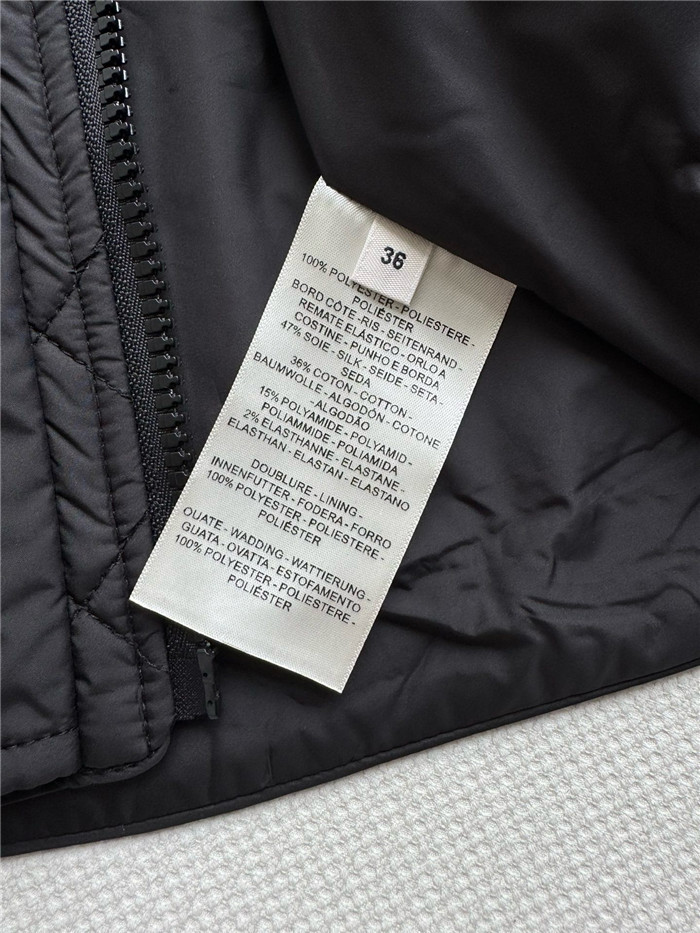 36
100% POLYESTER - POLIESTERE -
POLIÉSTER
BORD CÔTE - RIS - SEITENRAND -
REMATE ELÁSTICO - ORLO A
COSTINE - PUNHO E BORDA
47% SOIE - SILK - SEIDE - SETA -
SEDA
36% COTON - COTTON -
BAUMWOLLE - ALGODÓN - COTONE
- ALGODÃO
15% POLYAMIDE - POLYAMID -
POLIAMMIDE - POLIAMIDA
2% ELASTHANNE - ELASTANE -
ELASTHAN - ELASTAN - ELASTANO
DOUBLURE - LINING -
INNENFUTTER - FODERA - FORRO
100% POLYESTER - POLIESTERE -
POLIÉSTER
OUATE - WADDING - WATTIERUNG -
GUATA - OVATTA - ESTOFAMENTO
100% POLYESTER - POLIESTERE -
POLIÉSTER